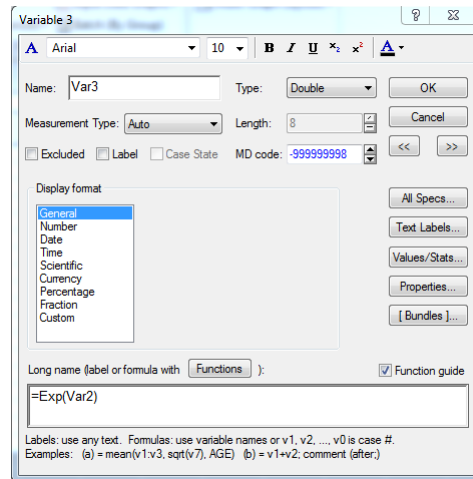 Variable 3
A Arial 10 B I U x₂ x² A
Name: Var3 Type: Double OK
Measurement Type: Auto Length: 8 Cancel
Excluded Label Case State MD code: -999999998 << >>
Display format
General
Number
Date
Time
Scientific
Currency
Percentage
Fraction
Custom
All Specs...
Text Labels...
Values/Stats...
Properties...
[ Bundles ]...
Long name (label or formula with Functions ): Function guide
=Exp(Var2)
Labels: use any text. Formulas: use variable names or v1, v2, ..., v0 is case #.
Examples: (a) = mean(v1:v3, sqrt(v7), AGE) (b) = v1+v2; comment (after;)